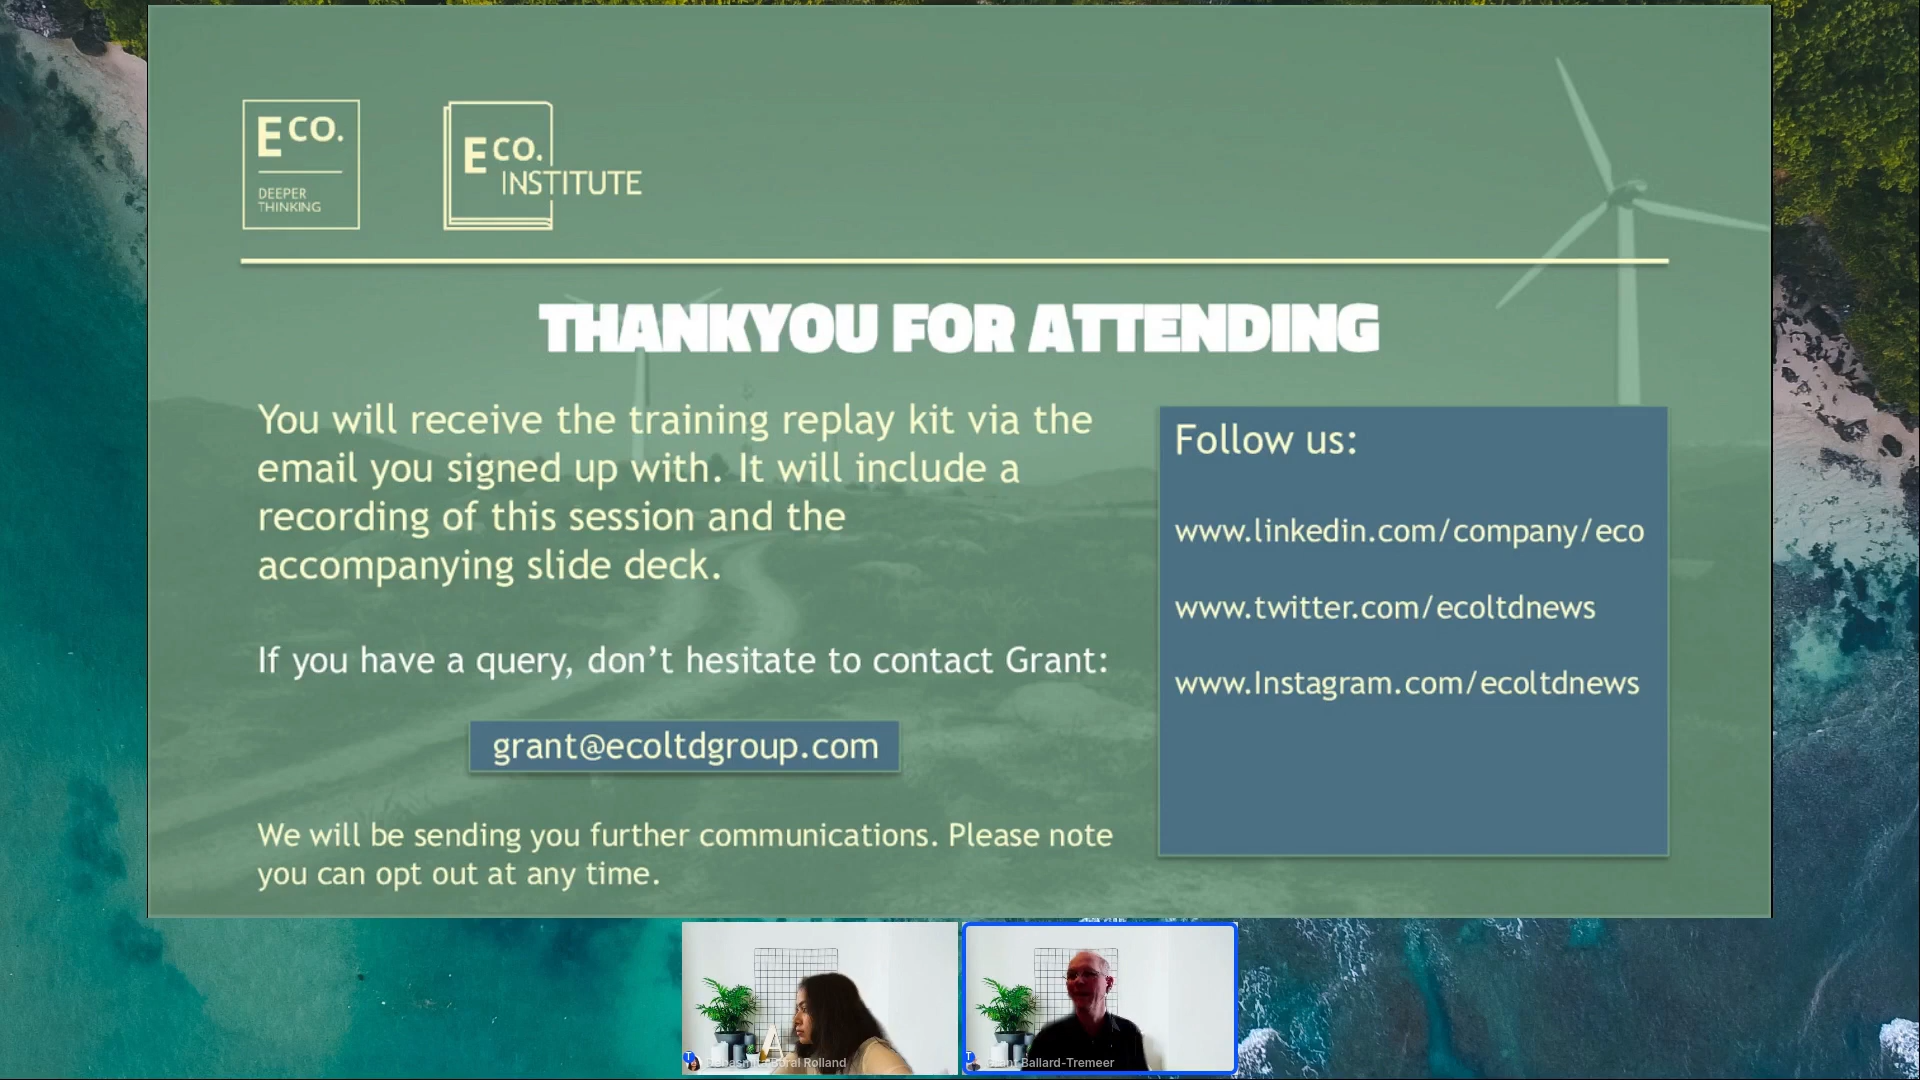 E CO.
DEEPER
THINKING
E CO.
INSTITUTE
THANKYOU FOR ATTENDING
You will receive the training replay kit via the
email you signed up with. It will include a
recording of this session and the
accompanying slide deck.
If you have a query, don’t hesitate to contact Grant:
grant@ecoltdgroup.com
We will be sending you further communications. Please note
you can opt out at any time.
Follow us:
www.linkedin.com/company/eco
www.twitter.com/ecoltdnews
www.Instagram.com/ecoltdnews
Rolland
Ballard-Tremeer